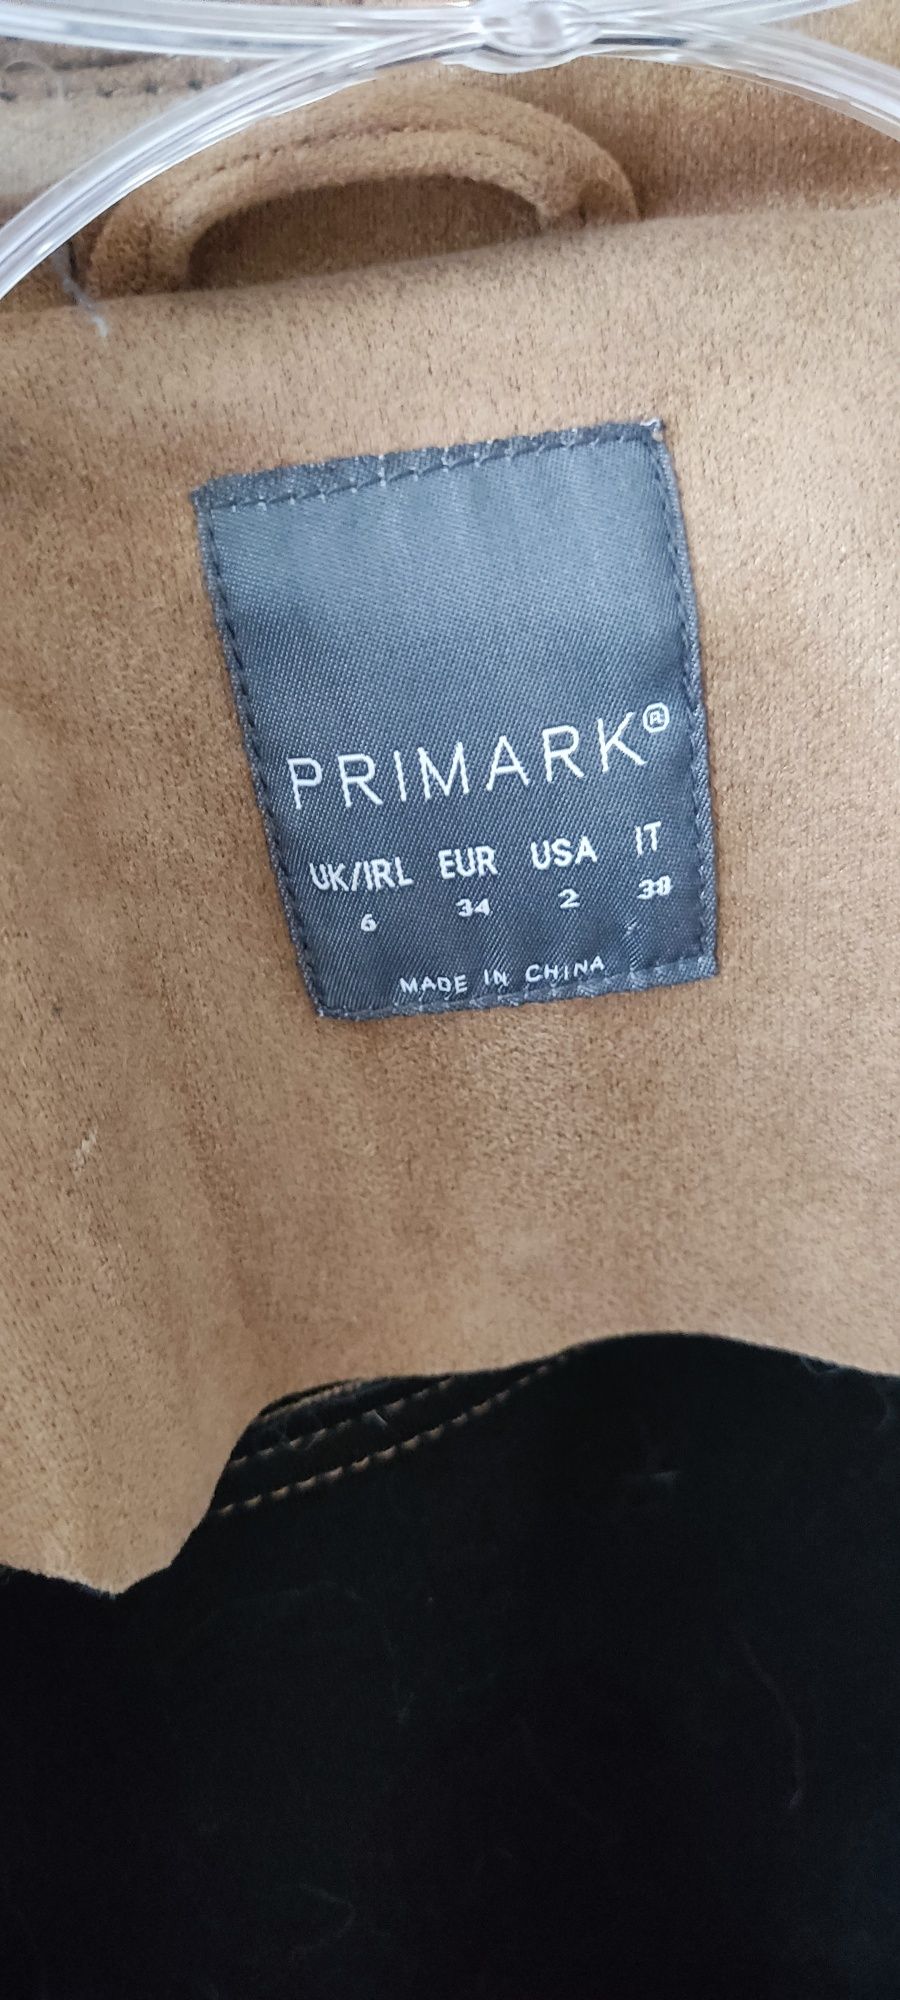 PRIMARK®
UK/IRL EUR USA IT
6 34 2 38
MADE IN CHINA